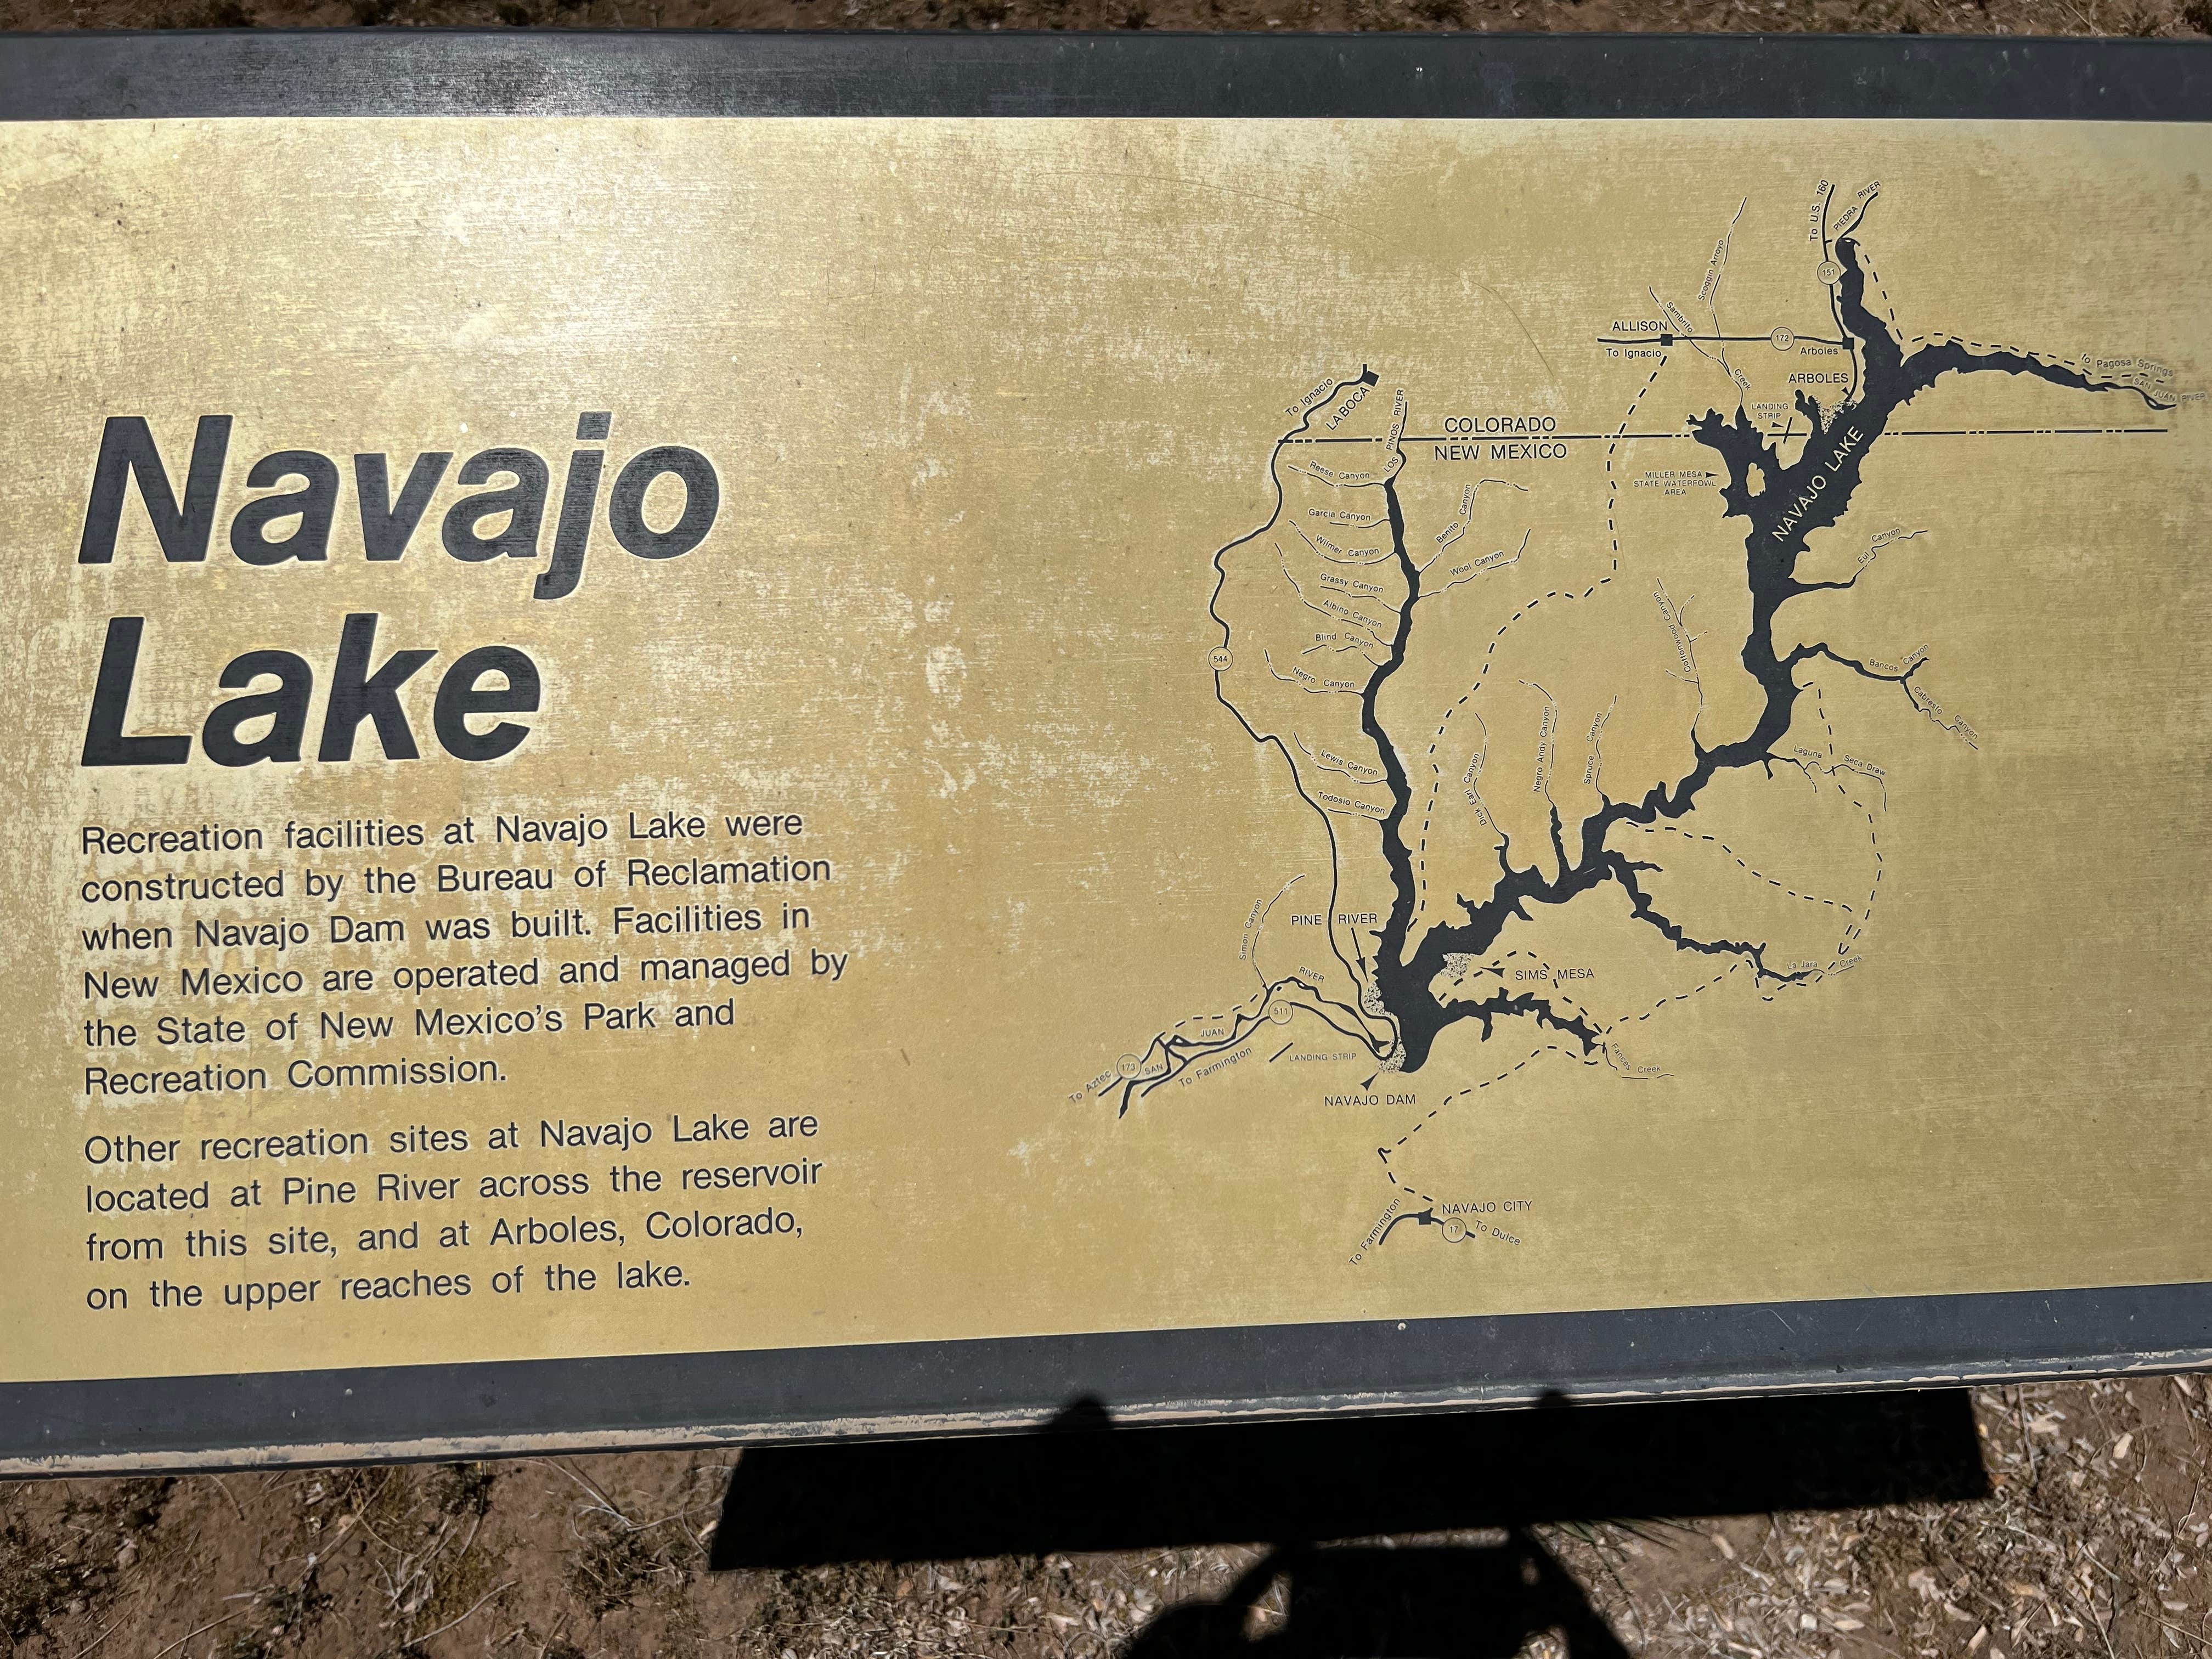 Navajo
Lake
Recreation facilities at Navajo Lake were
constructed by the Bureau of Reclamation
when Navajo Dam was built. Facilities in
New Mexico are operated and managed by
the State of New Mexico's Park and
Recreation Commission.
Other recreation sites at Navajo Lake are
located at Pine River across the reservoir
from this site, and at Arboles, Colorado,
on the upper reaches of the lake.
To U.S. 160
PIEDRA RIVER
151
Scoggin Arroyo
Sambrito
Creek
ALLISON
To Ignacio
172
Arboles
ARBOLES
To Pagosa Springs
SAN JUAN RIVER
LANDING
STRIP
To Ignacio
LA BOCA
LOS PINOS RIVER
COLORADO
NEW MEXICO
NAVAJO LAKE
MILLER MESA
STATE WATERFOWL
AREA
Reese Canyon
Garcia Canyon
Wilmer Canyon
Grassy Canyon
Albino Canyon
Blind Canyon
Negro Canyon
Lewis Canyon
Todosio Canyon
Benito Canyon
Wool Canyon
544
Eul Canyon
Cottonwood Canyon
Bancos Canyon
Cabresto Canyon
Laguna Seca Draw
Dick Earl Canyon
Negro Andy Canyon
Spruce Canyon
Simon Canyon
PINE RIVER
SIMS MESA
La Jara Creek
SAN JUAN RIVER
511
173
To Aztec
To Farmington
LANDING STRIP
NAVAJO DAM
Frances Creek
NAVAJO CITY
To Farmington
17
To Dulce